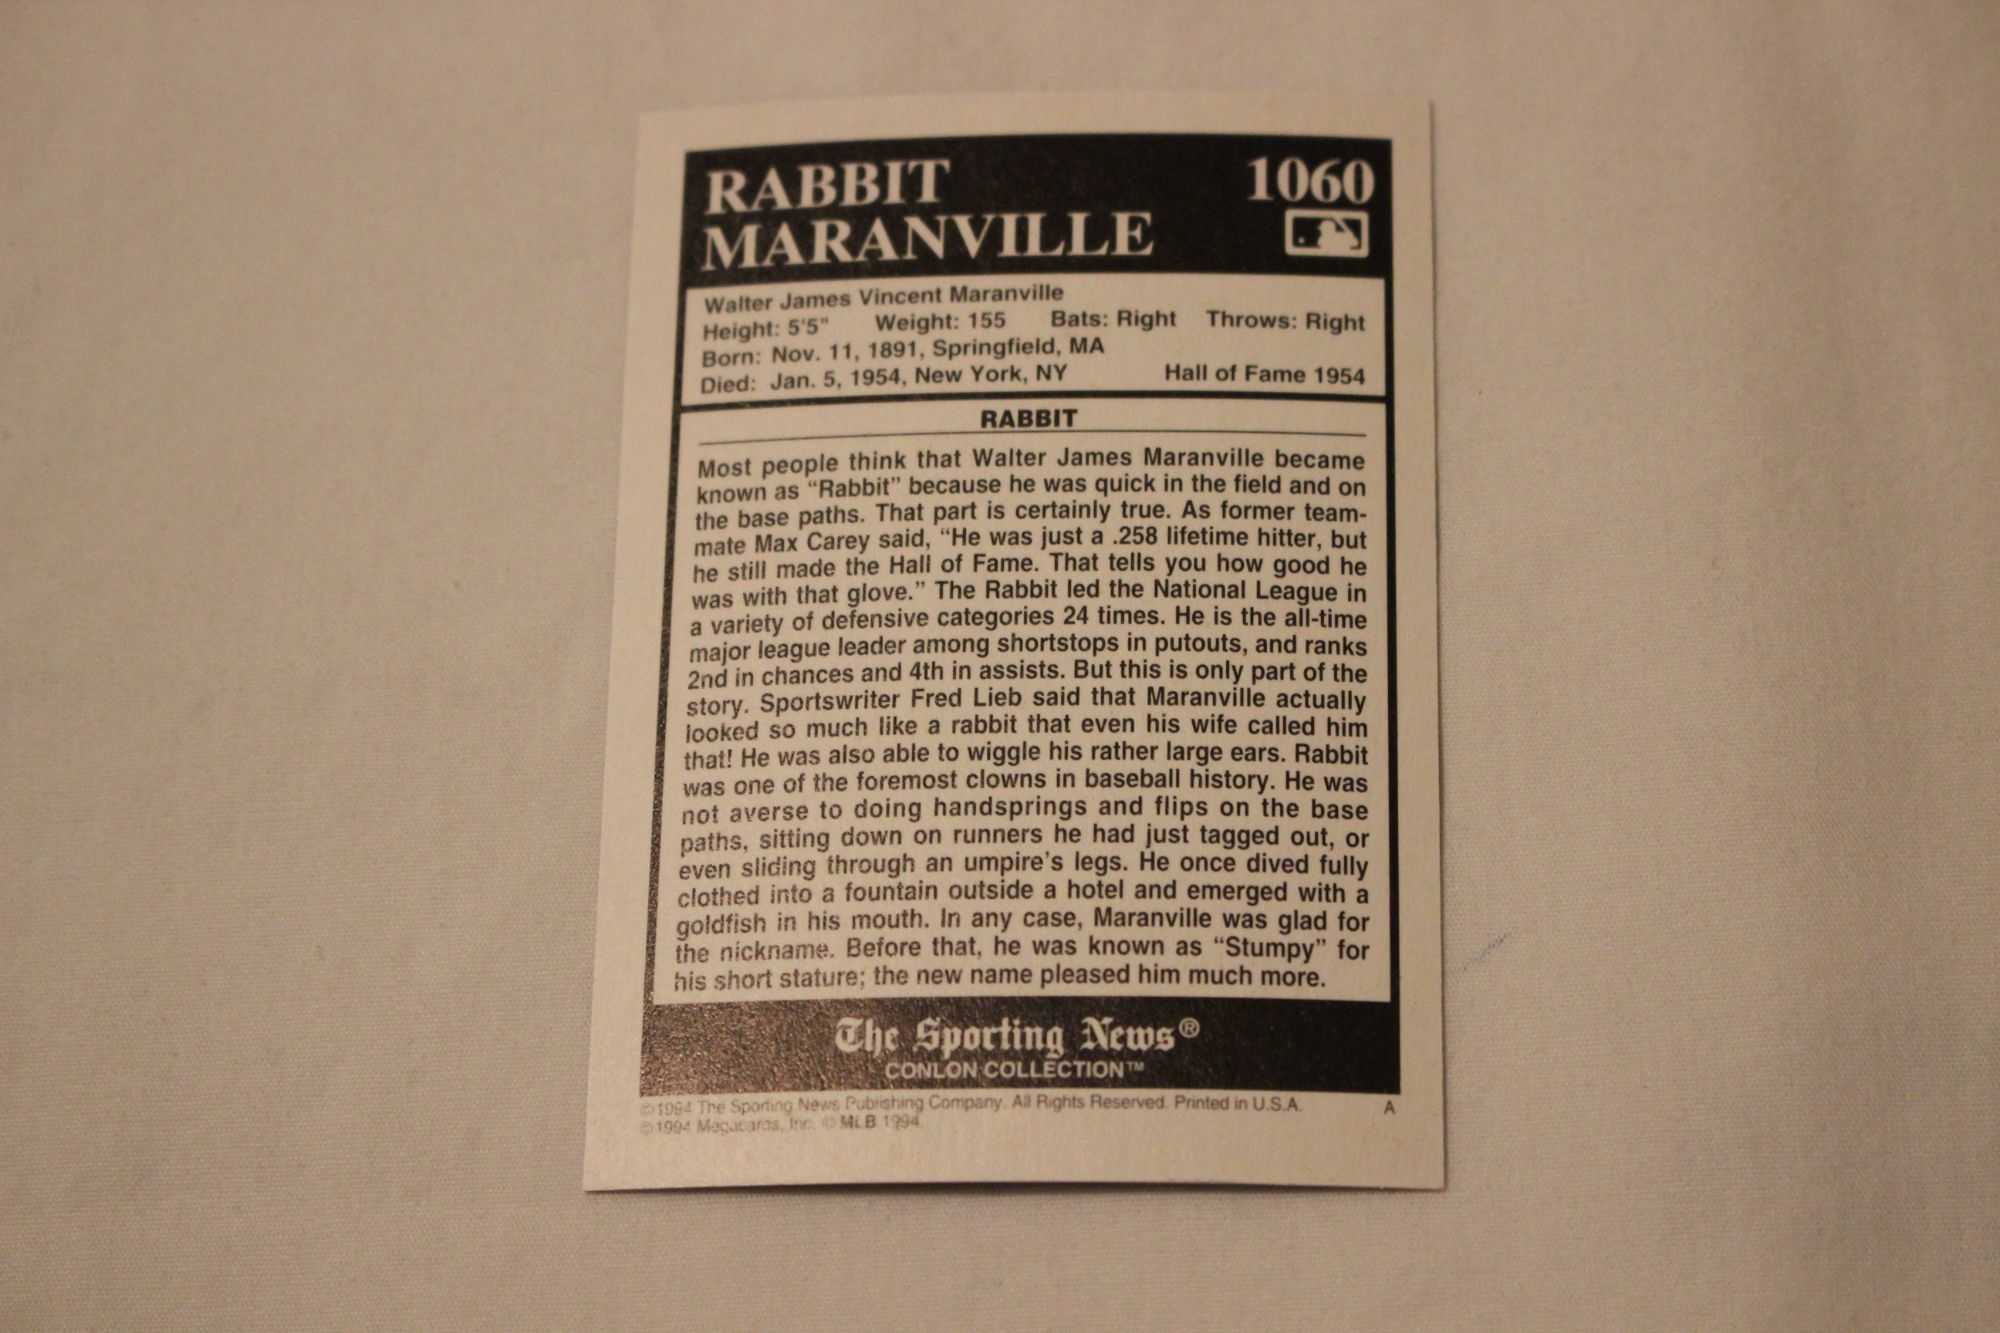 RABBIT 1060
MARANVILLE
Walter James Vincent Maranville
Height: 5'5" Weight: 155 Bats: Right Throws: Right
Born: Nov. 11, 1891, Springfield, MA
Died: Jan. 5, 1954, New York, NY Hall of Fame 1954
RABBIT
Most people think that Walter James Maranville became
known as “Rabbit” because he was quick in the field and on
the base paths. That part is certainly true. As former team-
mate Max Carey said, “He was just a .258 lifetime hitter, but
he still made the Hall of Fame. That tells you how good he
was with that glove.” The Rabbit led the National League in
a variety of defensive categories 24 times. He is the all-time
major league leader among shortstops in putouts, and ranks
2nd in chances and 4th in assists. But this is only part of the
story. Sportswriter Fred Lieb said that Maranville actually
looked so much like a rabbit that even his wife called him
that! He was also able to wiggle his rather large ears. Rabbit
was one of the foremost clowns in baseball history. He was
not averse to doing handsprings and flips on the base
paths, sitting down on runners he had just tagged out, or
even sliding through an umpire's legs. He once dived fully
clothed into a fountain outside a hotel and emerged with a
goldfish in his mouth. In any case, Maranville was glad for
the nickname. Before that, he was known as “Stumpy” for
his short stature; the new name pleased him much more.
The Sporting News®
CONLON COLLECTION™
©1994 The Sporting News Publishing Company. All Rights Reserved. Printed in U.S.A. A
©1994 Megacards, Inc. © MLB 1994